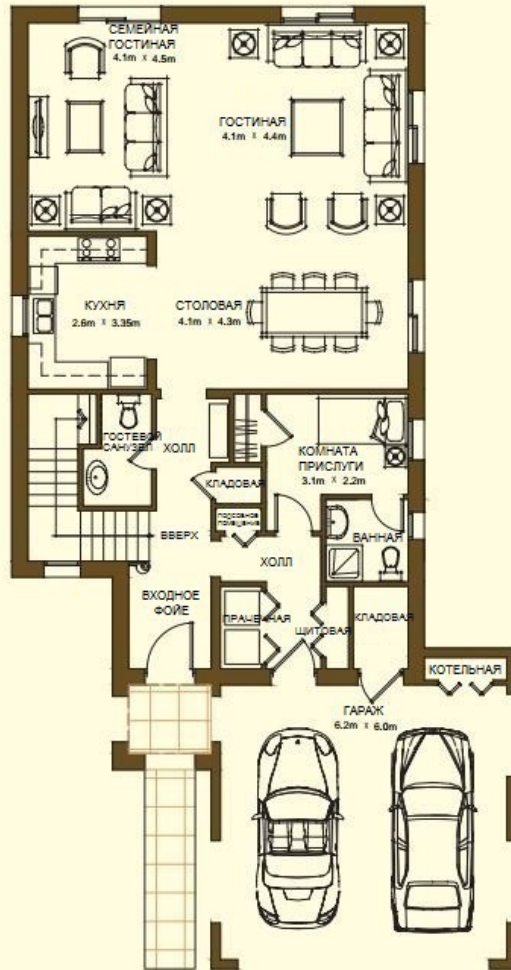 СЕМЕЙНАЯ
ГОСТИНАЯ
4.1m x 4.5m
ГОСТИНАЯ
4.1m x 4.4m
КУХНЯ
2.6m x 3.35m
СТОЛОВАЯ
4.1m x 4.3m
ГОСТЕВОЙ
САНУЗЕЛ
ХОЛЛ
КОМНАТА
ПРИСЛУГИ
3.1m x 2.2m
КЛАДОВАЯ
ПОДСОБНОЕ
ПОМЕЩЕНИЕ
ВВЕРХ
ВАННАЯ
ХОЛЛ
ВХОДНОЕ
ФОЙЕ
ПРАЧЕЧНАЯ
ЩИТОВАЯ
КЛАДОВАЯ
КОТЕЛЬНАЯ
ГАРАЖ
6.2m x 6.0m